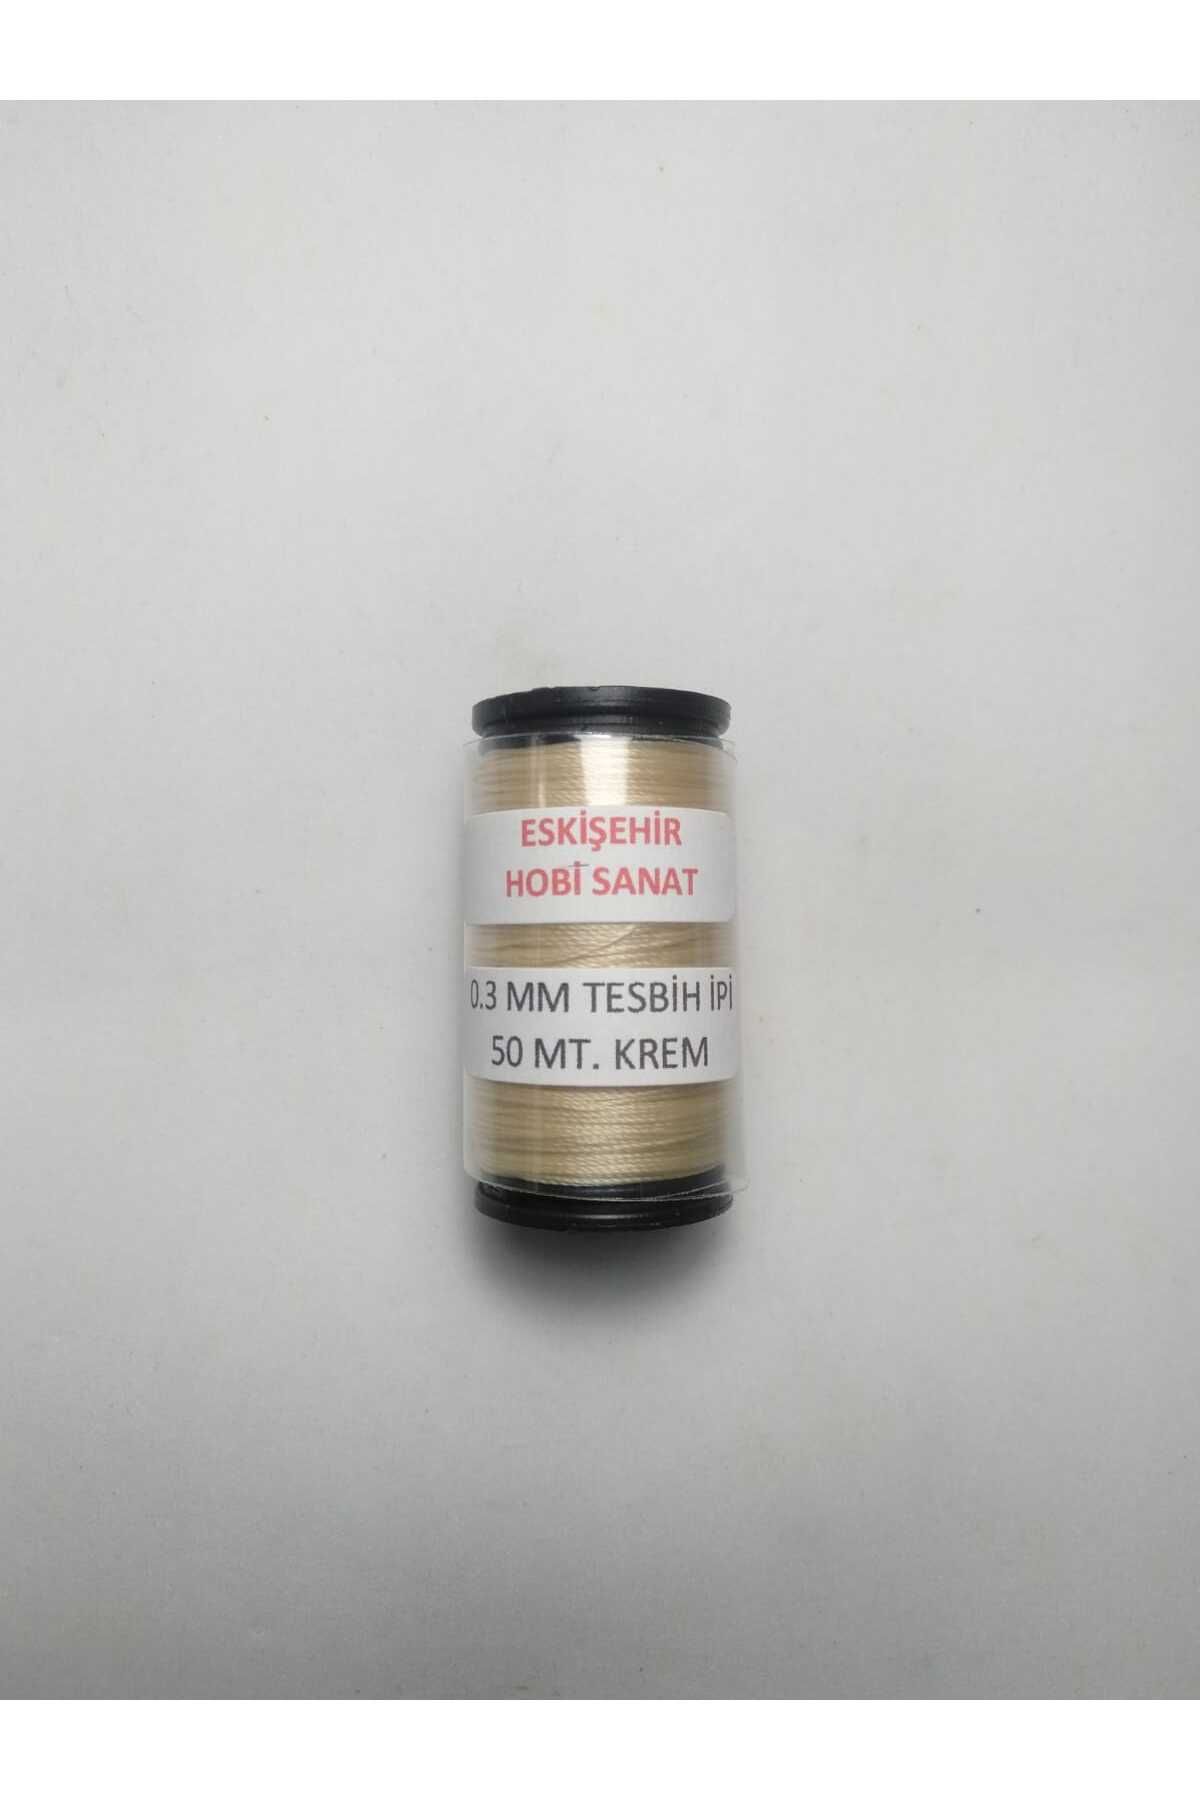 ESKİŞEHİR
HOBİ SANAT
0.3 MM TESBİH İPİ
50 MT. KREM